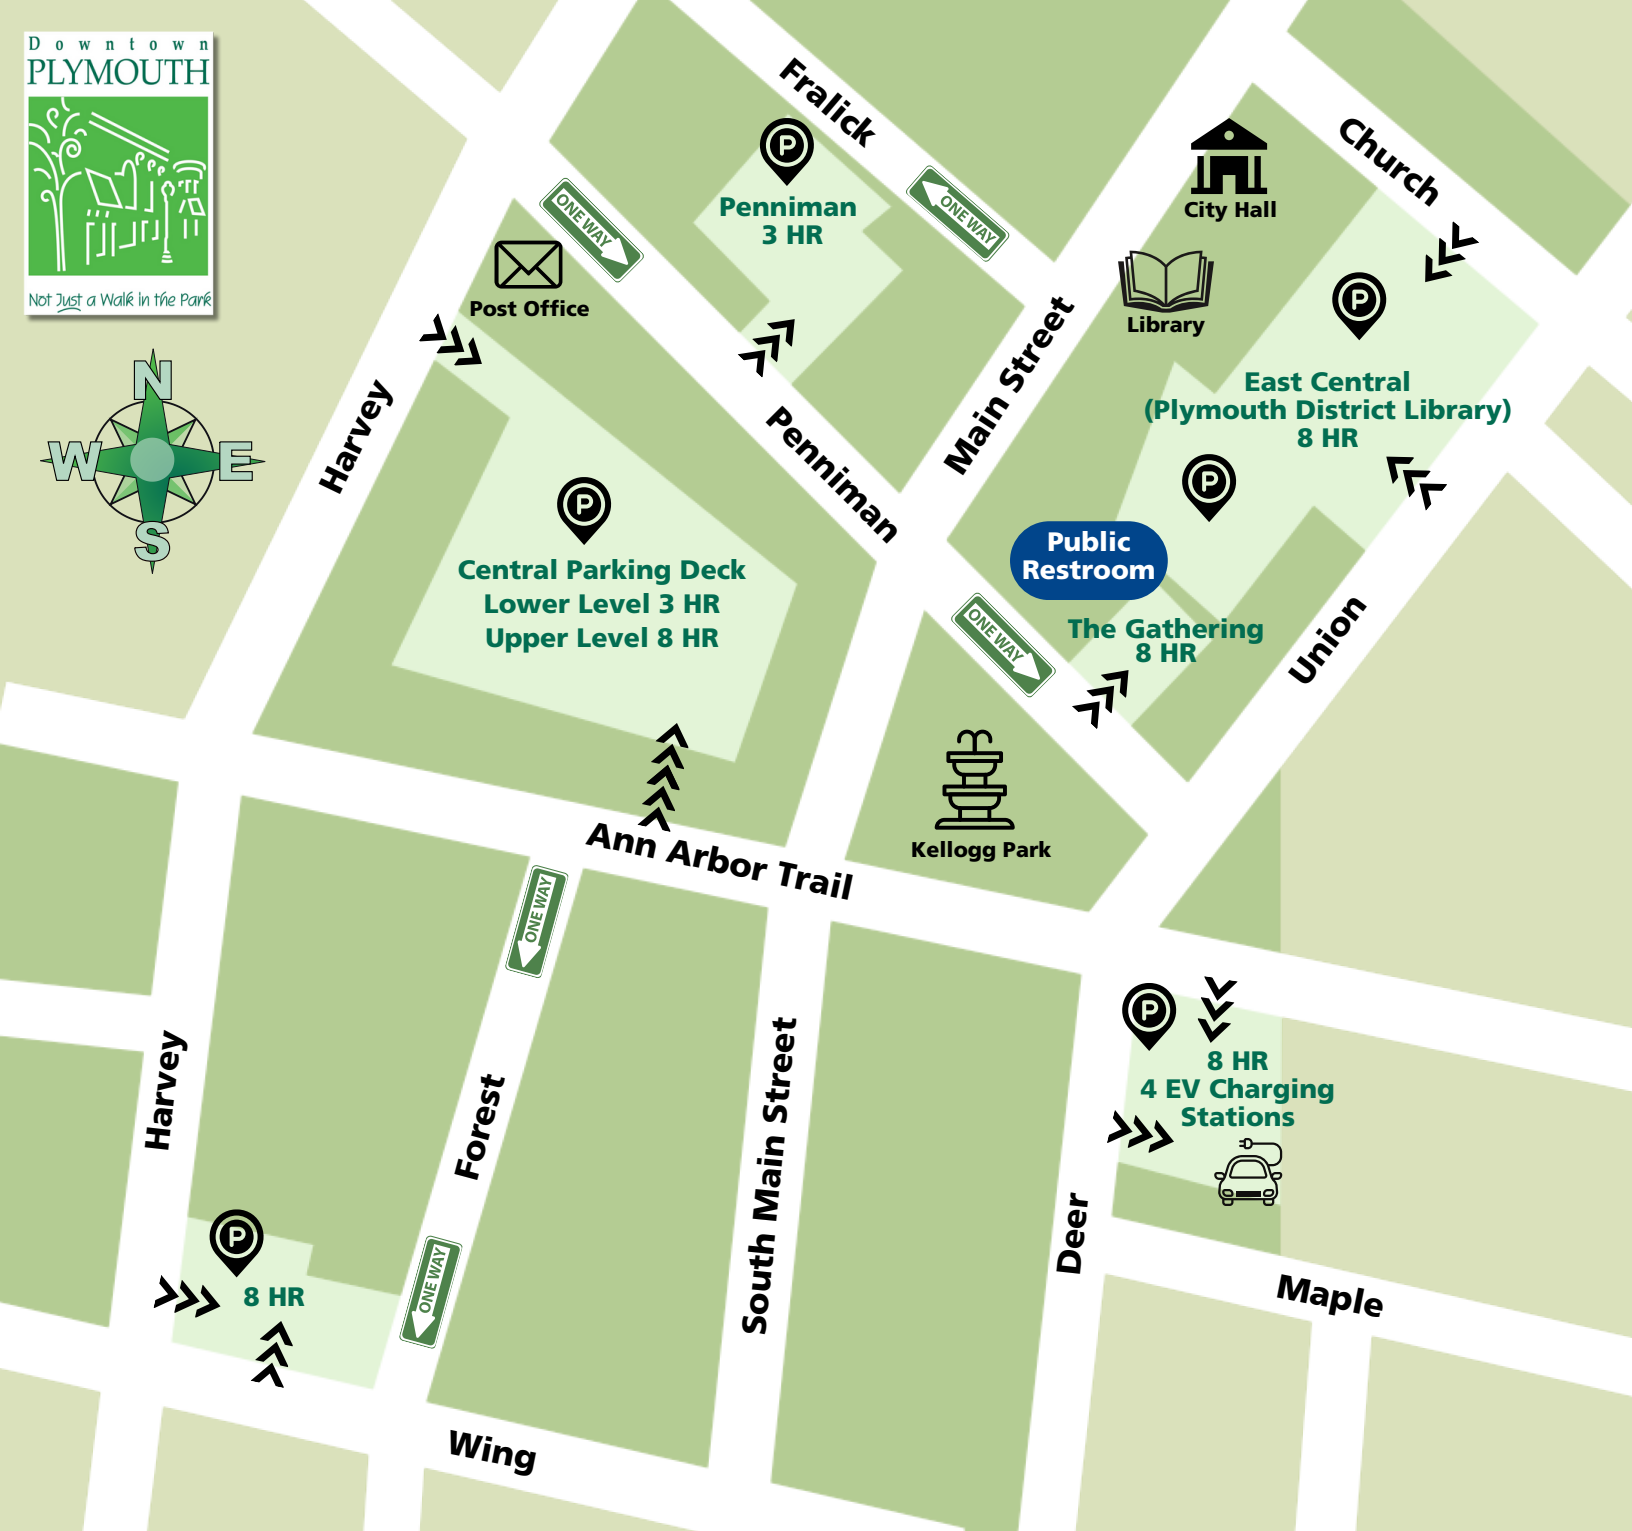 Downtown
PLYMOUTH
Not Just a Walk in the Park
N
W
E
S
Fralick
Church
P
Penniman
3 HR
ONE WAY
ONE WAY
City Hall
Post Office
Library
P
Harvey
Main Street
East Central
(Plymouth District Library)
8 HR
Penniman
P
P
Central Parking Deck
Lower Level 3 HR
Upper Level 8 HR
Public
Restroom
ONE WAY
The Gathering
8 HR
Union
Kellogg Park
Ann Arbor Trail
ONE WAY
P
8 HR
4 EV Charging
Stations
Harvey
Forest
South Main Street
Deer
P
8 HR
ONE WAY
Maple
Wing